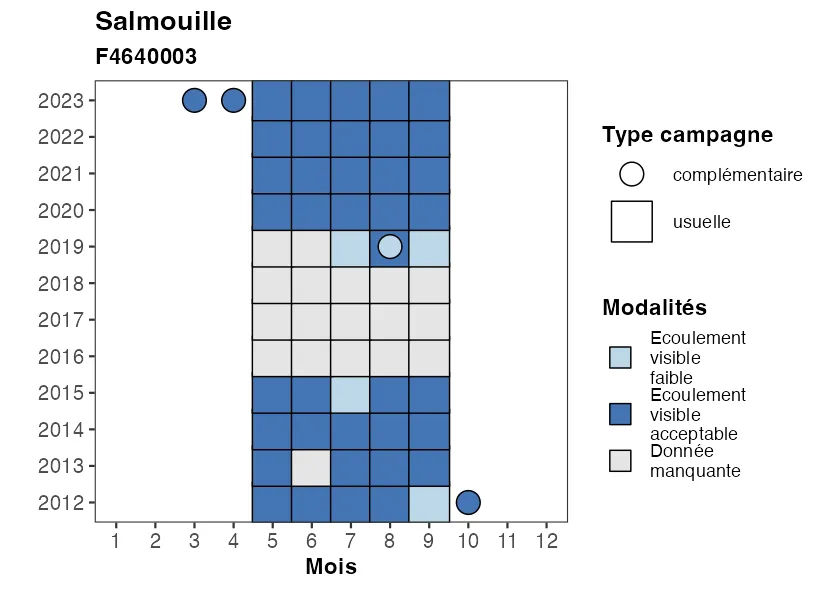 Salmouille
F4640003
2023
2022
2021
2020
2019
2018
2017
2016
2015
2014
2013
2012
1 2 3 4 5 6 7 8 9 10 11 12
Mois
Type campagne
complémentaire
usuelle
Modalités
Ecoulement
visible
faible
Ecoulement
visible
acceptable
Donnée
manquante